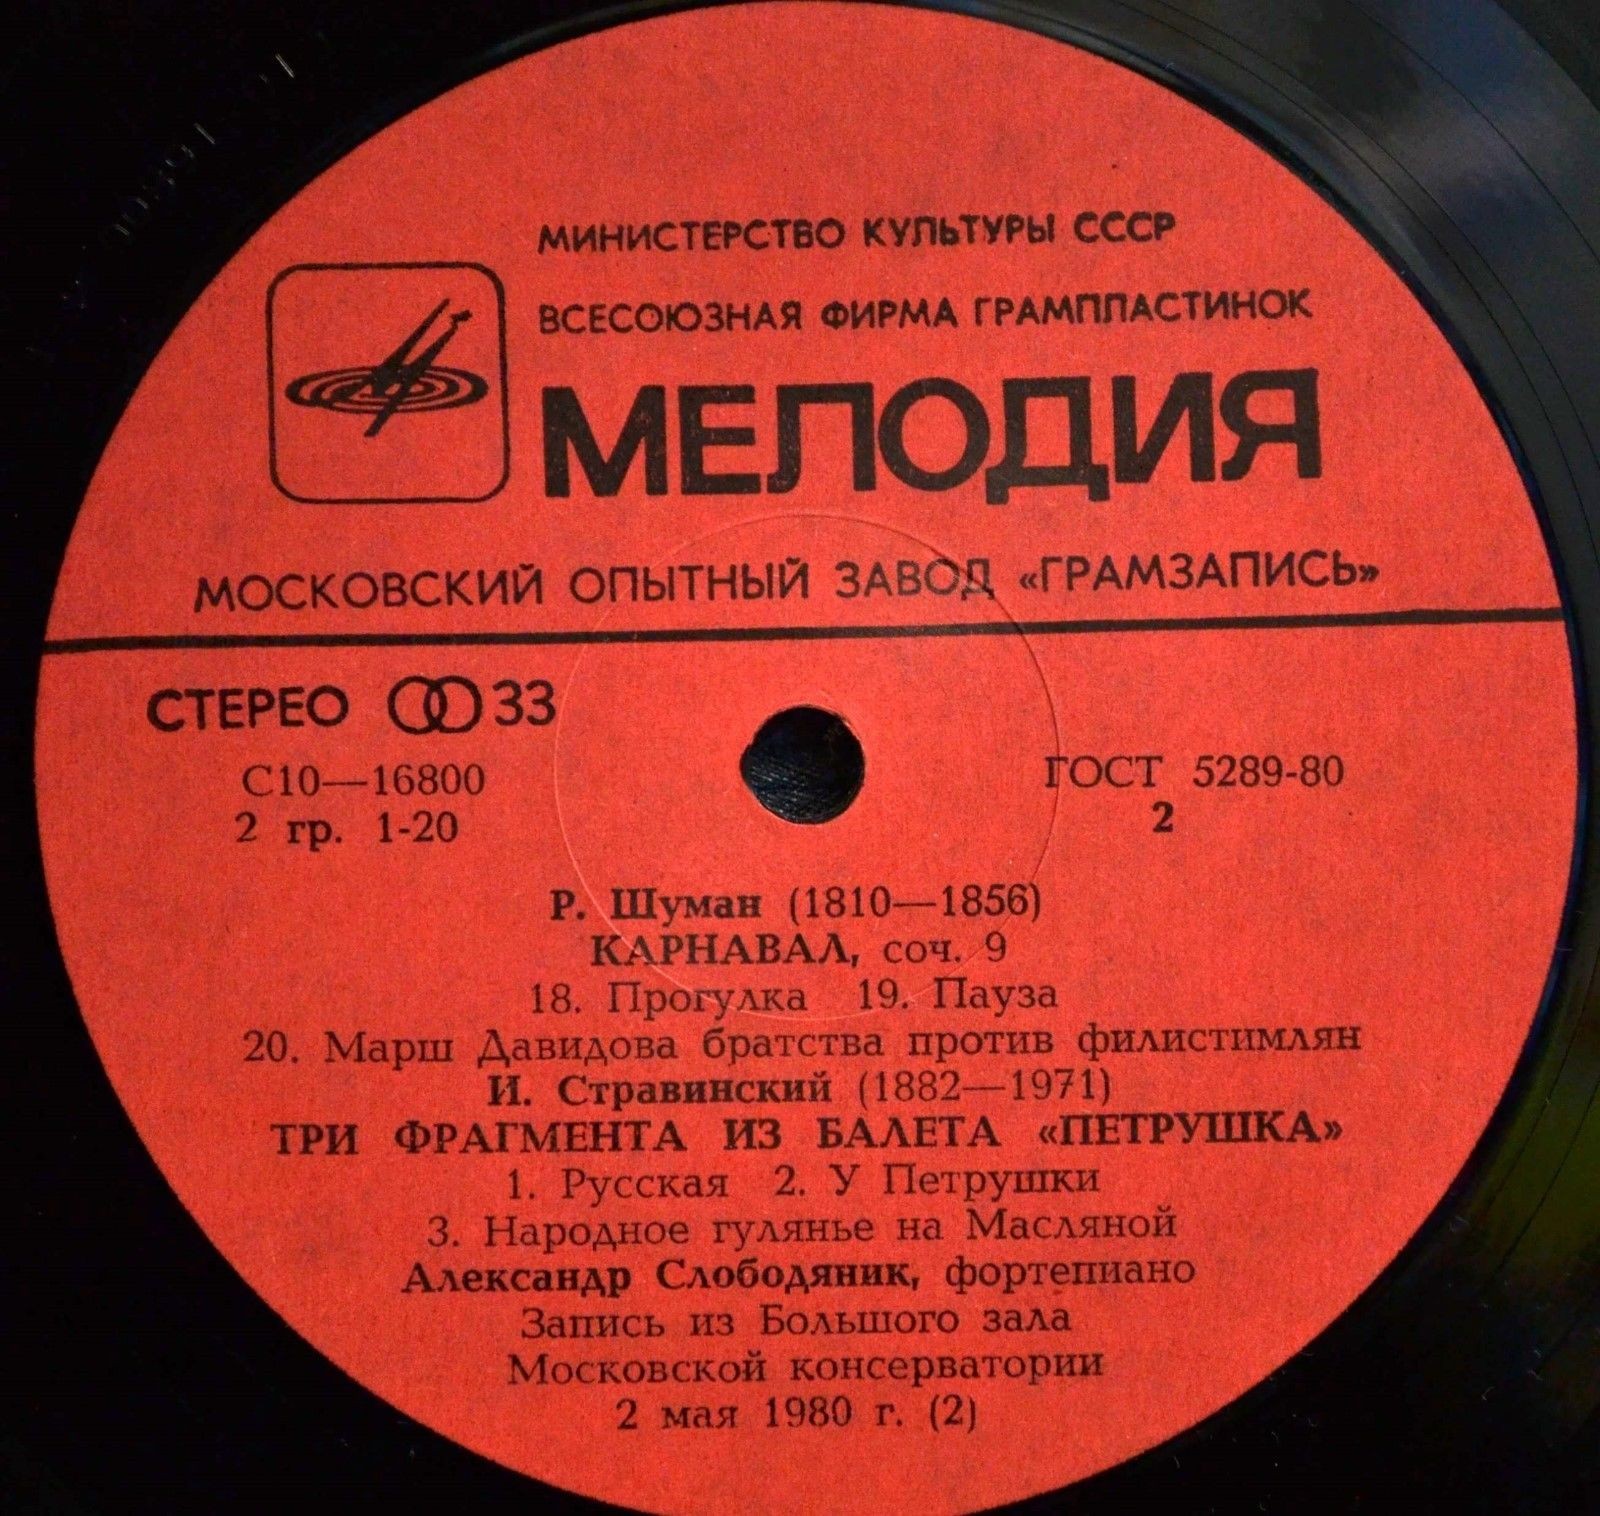 МИНИСТЕРСТВО КУЛЬТУРЫ СССР
ВСЕСОЮЗНАЯ ФИРМА ГРАМПЛАСТИНОК
МЕЛОДИЯ
МОСКОВСКИЙ ОПЫТНЫЙ ЗАВОД «ГРАМЗАПИСЬ»
СТЕРЕО 33
С10—16800
ГОСТ 5289-80
2 гр. 1-20
2
Р. Шуман (1810—1856)
КАРНАВАЛ, соч. 9
18. Прогулка 19. Пауза
20. Марш Давидова братства против филистимлян
И. Стравинский (1882—1971)
ТРИ ФРАГМЕНТА ИЗ БАЛЕТА «ПЕТРУШКА»
1. Русская 2. У Петрушки
3. Народное гулянье на Масляной
Александр Слободяник, фортепиано
Запись из Большого зала
Московской консерватории
2 мая 1980 г. (2)